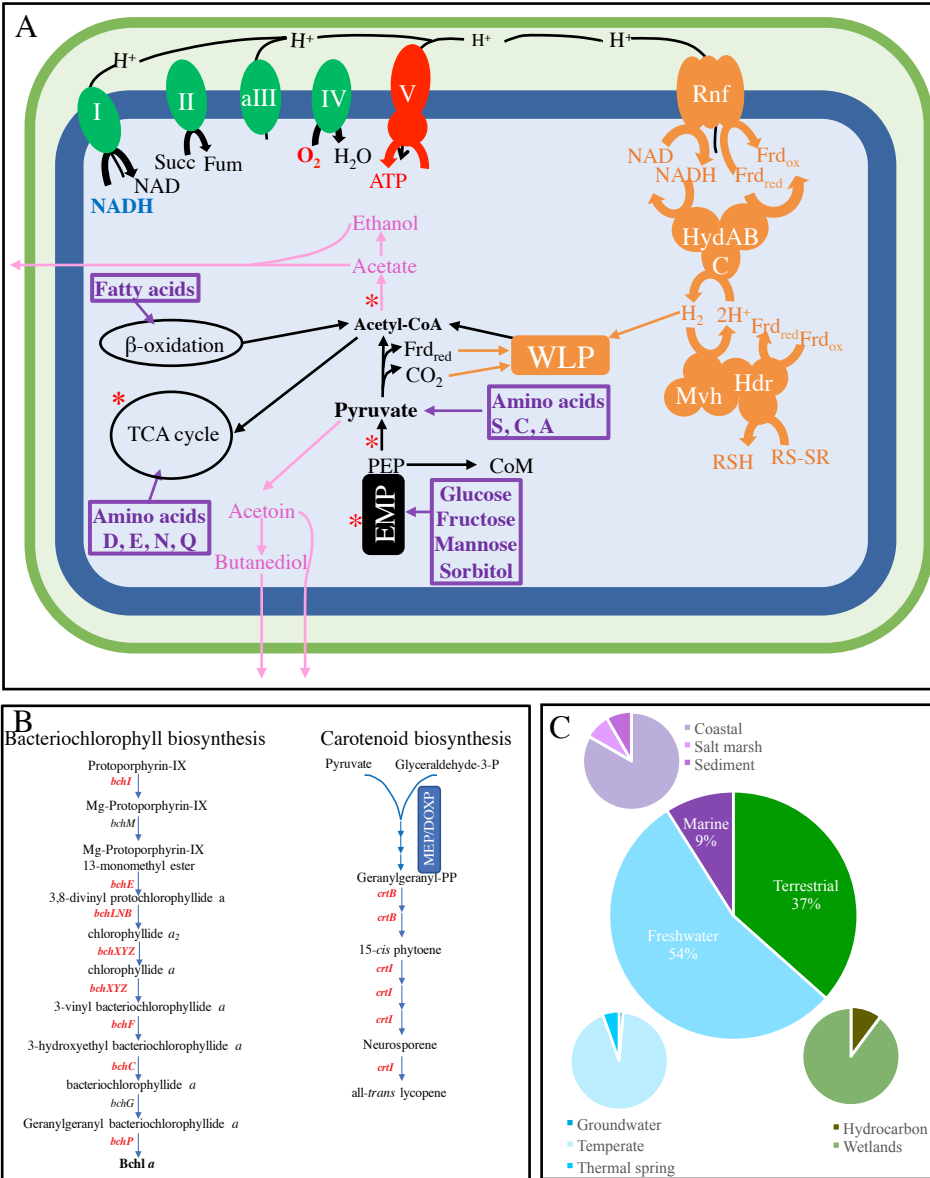 A
H+
H+
H+
H+
I
II
aIII
IV
V
Rnf
Succ
Fum
O2
H2O
NAD
NADH
ATP
NAD
NADH
Frdox
Frdred
HydAB
C
Ethanol
Acetate
Fatty acids
*
β-oxidation
Acetyl-CoA
Frdred
CO2
WLP
H2
2H+
Frdred
Frdox
Mvh
Hdr
RSH
RS-SR
*
TCA cycle
Pyruvate
Amino acids
S, C, A
*
PEP
CoM
Amino acids
D, E, N, Q
Acetoin
Butanediol
*
EMP
Glucose
Fructose
Mannose
Sorbitol
B
Bacteriochlorophyll biosynthesis
Protoporphyrin-IX
bchI
Mg-Protoporphyrin-IX
bchM
Mg-Protoporphyrin-IX
13-monomethyl ester
bchE
3,8-divinyl protochlorophyllide a
bchLNB
chlorophyllide a2
bchXYZ
chlorophyllide a
bchXYZ
3-vinyl bacteriochlorophyllide a
bchF
3-hydroxyethyl bacteriochlorophyllide a
bchC
bacteriochlorophyllide a
bchG
Geranylgeranyl bacteriochlorophyllide a
bchP
Bchl a
Carotenoid biosynthesis
Pyruvate
Glyceraldehyde-3-P
MEP/DOXP
Geranylgeranyl-PP
crtB
crtB
15-cis phytoene
crtI
crtI
crtI
Neurosporene
crtI
all-trans lycopene
C
Coastal
Salt marsh
Sediment
Marine
9%
Terrestrial
37%
Freshwater
54%
Groundwater
Temperate
Thermal spring
Hydrocarbon
Wetlands